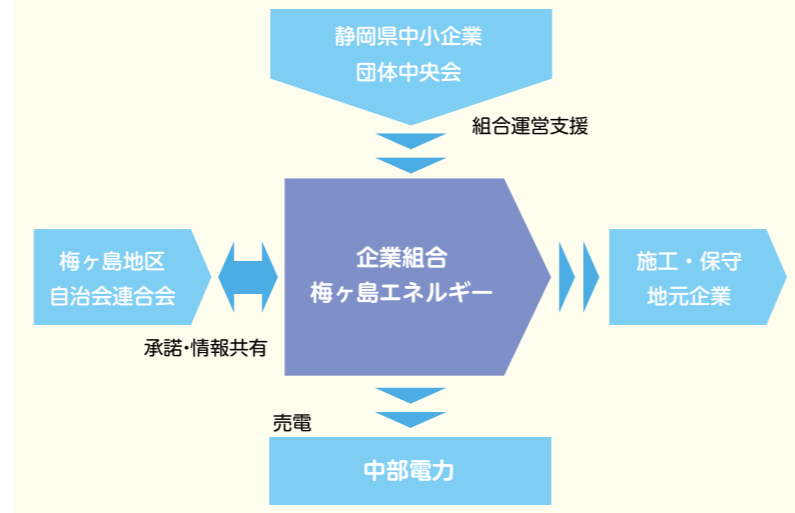 静岡県中小企業
団体中央会
組合運営支援
梅ヶ島地区
自治会連合会
承諾・情報共有
企業組合
梅ヶ島エネルギー
施工・保守
地元企業
売電
中部電力